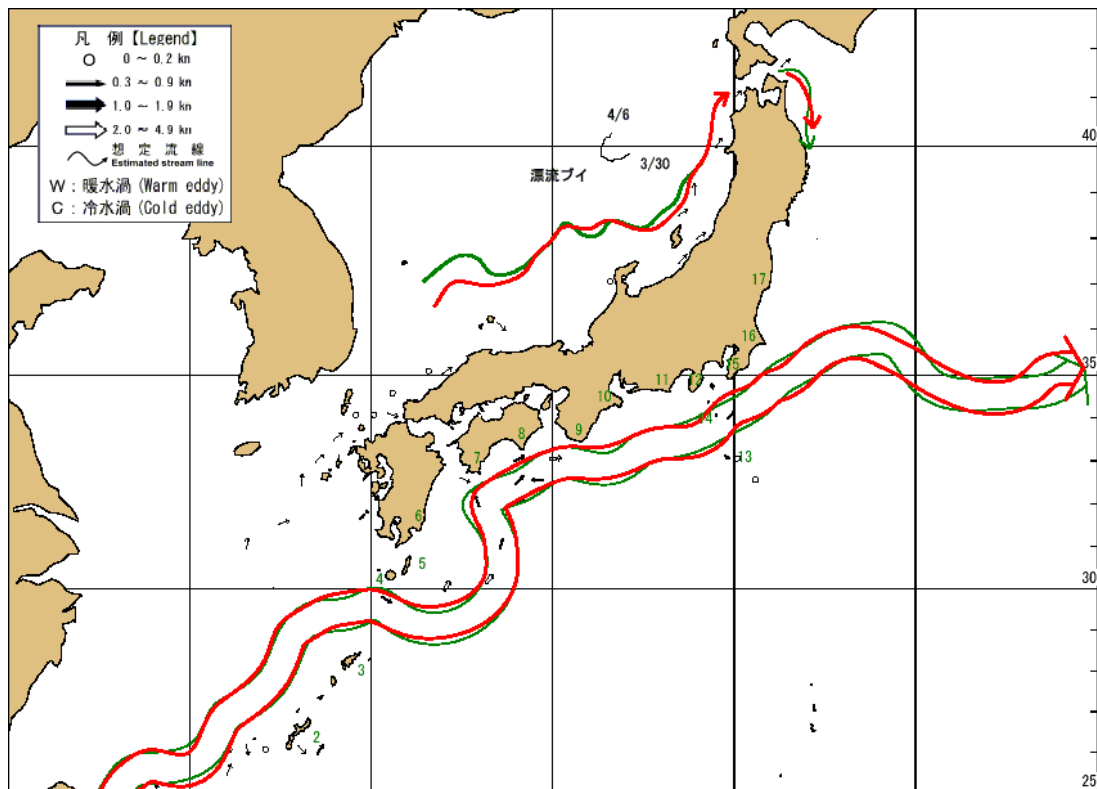 凡 例【Legend】
0 ~ 0.2 kn
0.3 ~ 0.9 kn
1.0 ~ 1.9 kn
2.0 ~ 4.9 kn
想 定 流 線
Estimated stream line
W : 暖水渦 (Warm eddy)
C : 冷水渦 (Cold eddy)
4/6
3/30
漂流ブイ
40
17
16
35
15
12
11
10
14
9
8
7
13
6
5
4
30
3
2
25